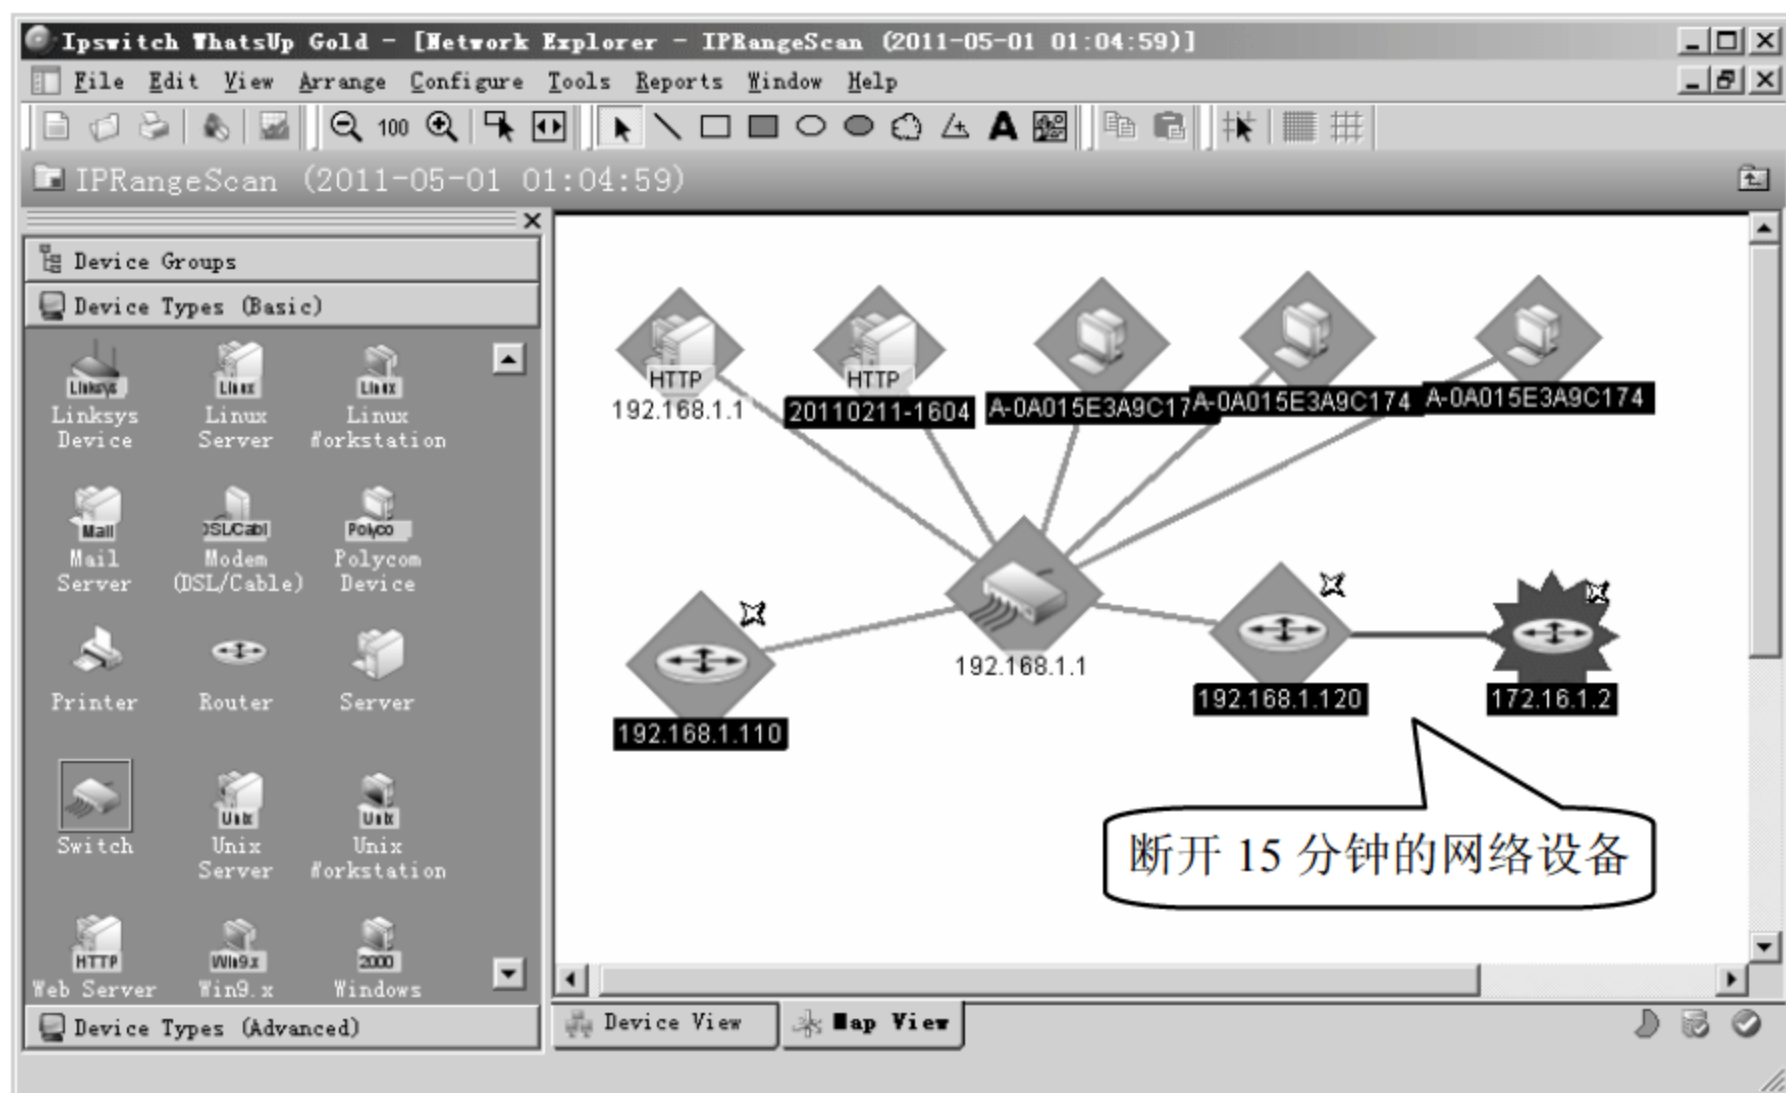 Ipswitch WhatsUp Gold - [Network Explorer - IPRangeScan (2011-05-01 01:04:59)]
File Edit View Arrange Configure Tools Reports Window Help
100
IPRangeScan (2011-05-01 01:04:59)
Device Groups
Device Types (Basic)
Linksys Linux Linux
Linksys Device
Linux Server
Linux Workstation
Mail DSL/Cabl Polyco
Mail Server
Modem (DSL/Cable)
Polycom Device
Printer
Router
Server
Switch
Unix Unix
Unix Server
Unix Workstation
HTTP Win9.x 2000
Web Server
Win9.x
Windows
Device Types (Advanced)
HTTP
192.168.1.1
HTTP
20110211-1604
A-0A015E3A9C17
A-0A015E3A9C174
A-0A015E3A9C174
192.168.1.110
192.168.1.1
192.168.1.120
172.16.1.2
断开 15 分钟的网络设备
Device View
Map View